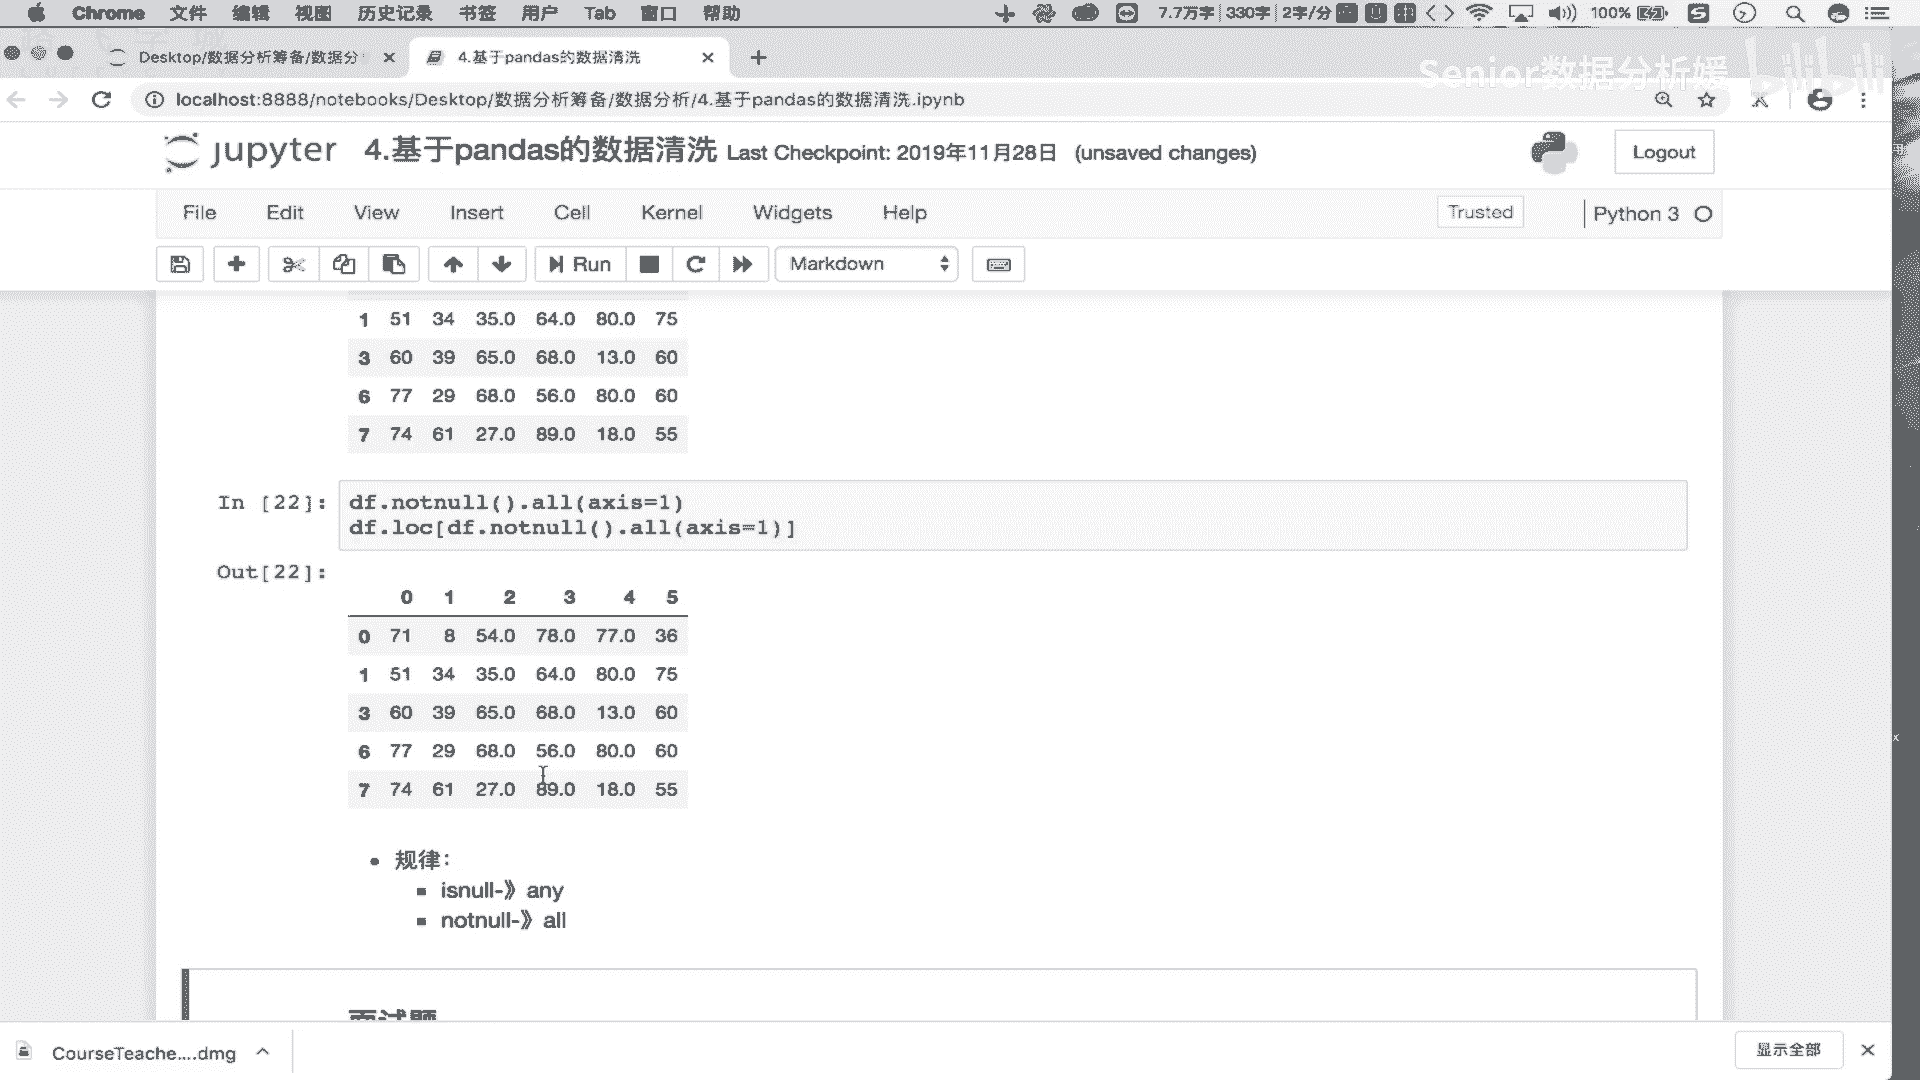 Chrome 文件 编辑 视图 历史记录 书签 用户 Tab 窗口 帮助 7.7万字 330字 2字/分 100%
Desktop/数据分析筹备/数据分
4.基于pandas的数据清洗
Senior数据分析媛 bilibili
localhost:8888/notebooks/Desktop/数据分析筹备/数据分析/4.基于pandas的数据清洗.ipynb
jupyter 4.基于pandas的数据清洗 Last Checkpoint: 2019年11月28日 (unsaved changes)
Logout
File Edit View Insert Cell Kernel Widgets Help Trusted Python 3
Run Markdown
1 51 34 35.0 64.0 80.0 75
3 60 39 65.0 68.0 13.0 60
6 77 29 68.0 56.0 80.0 60
7 74 61 27.0 89.0 18.0 55
In [22]: df.notnull().all(axis=1)
df.loc[df.notnull().all(axis=1)]
Out[22]:
0 1 2 3 4 5
0 71 8 54.0 78.0 77.0 36
1 51 34 35.0 64.0 80.0 75
3 60 39 65.0 68.0 13.0 60
6 77 29 68.0 56.0 80.0 60
7 74 61 27.0 89.0 18.0 55
规律:
isnull-》any
notnull-》all
面试题
CourseTeache....dmg
显示全部